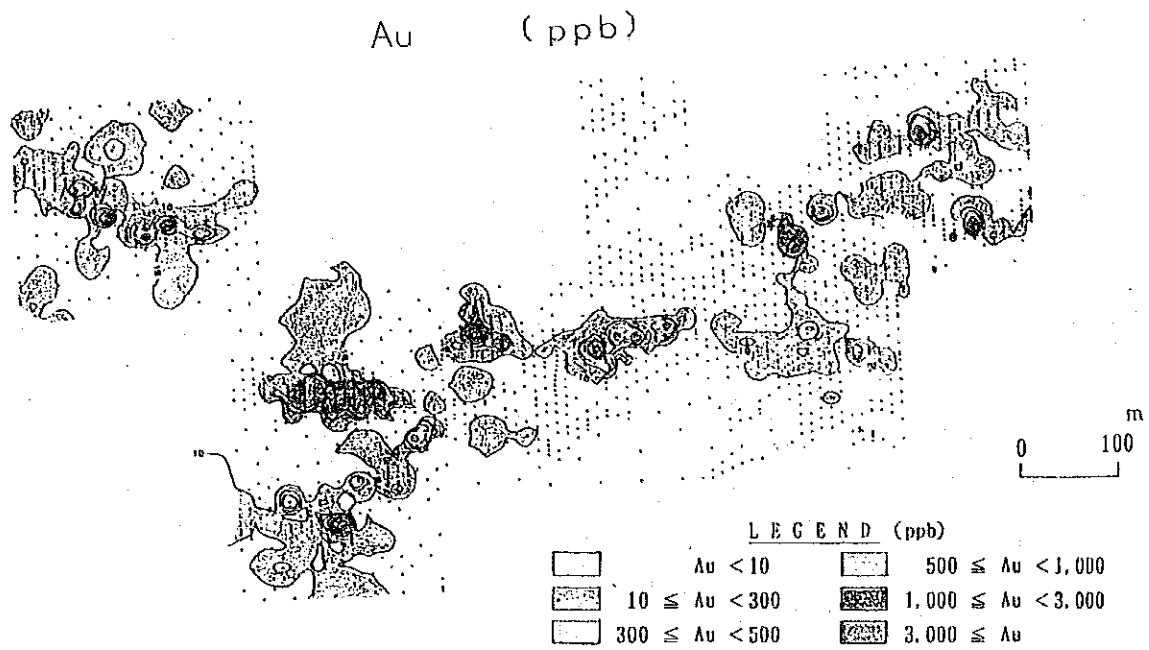 Au (ppb)
10
m
0 100
LEGEND (ppb)
Au <10
500 ≦ Au <1,000
10 ≦ Au <300
1,000 ≦ Au <3,000
300 ≦ Au <500
3,000 ≦ Au